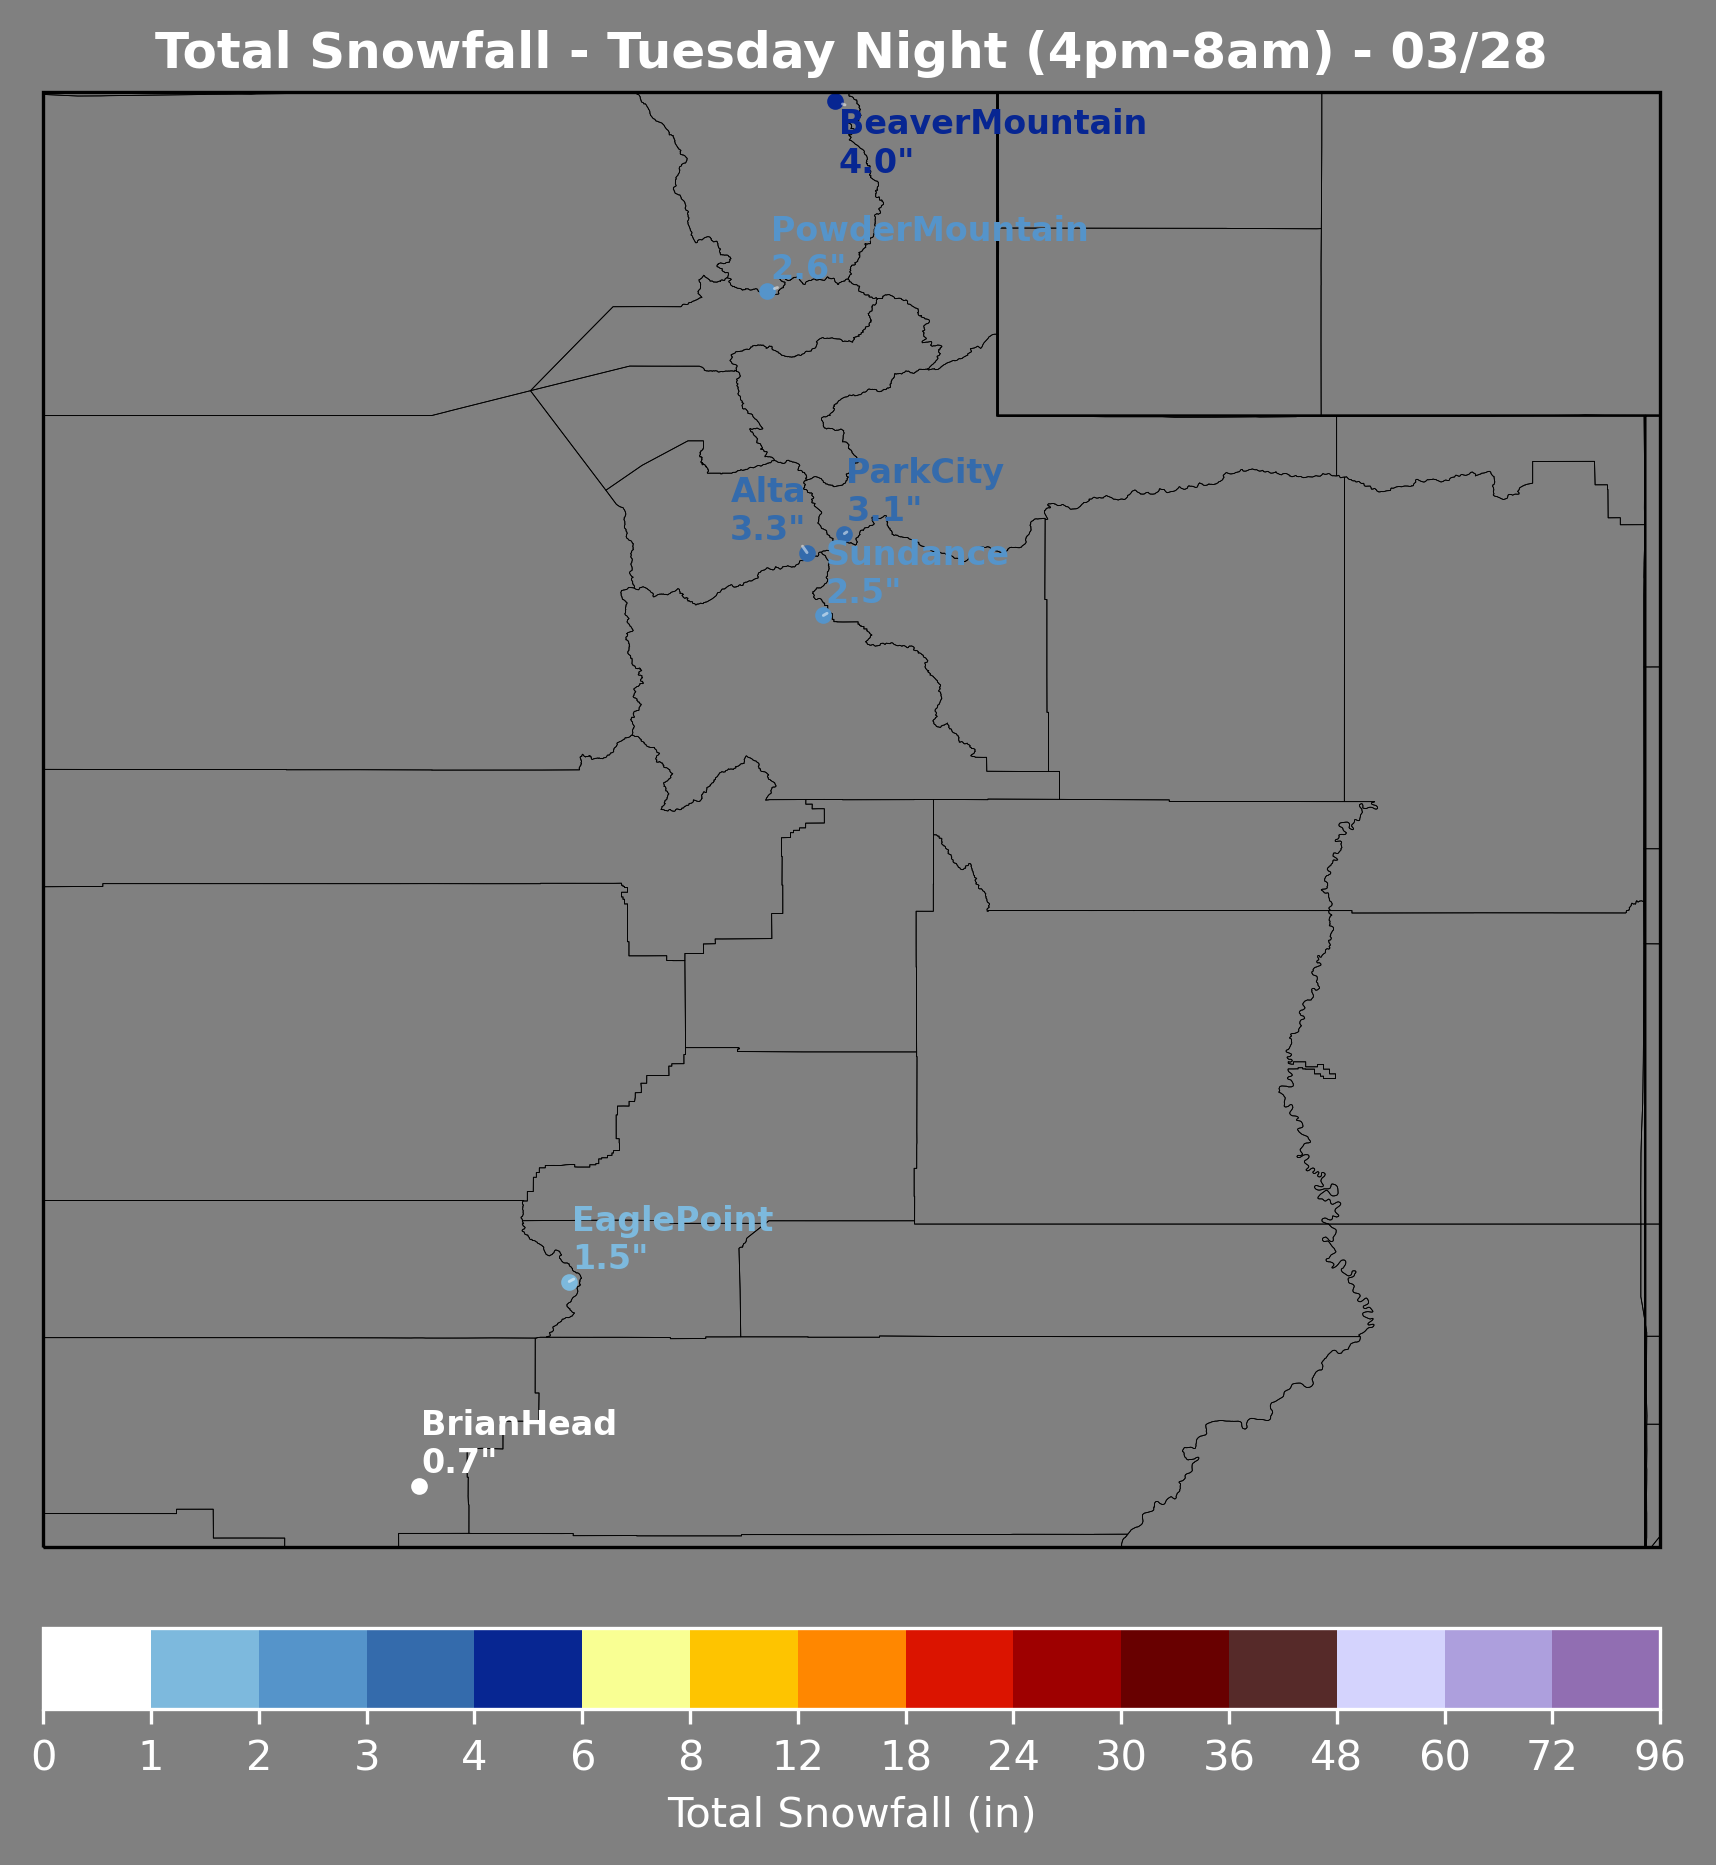 Total Snowfall - Tuesday Night (4pm-8am) - 03/28
BeaverMountain
4.0"
PowderMountain
2.6"
ParkCity
3.1"
Alta
3.3"
Sundance
2.5"
EaglePoint
1.5"
BrianHead
0.7"
0 1 2 3 4 6 8 12 18 24 30 36 48 60 72 96
Total Snowfall (in)